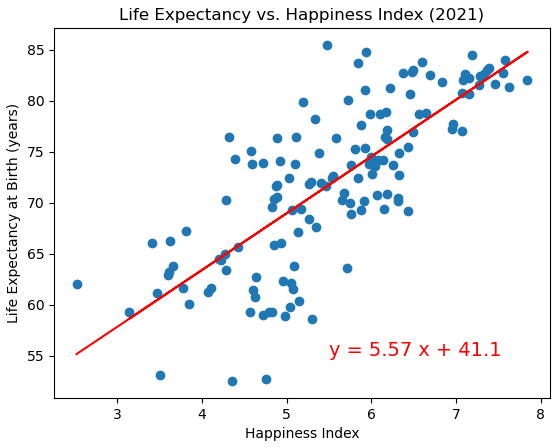 Life Expectancy vs. Happiness Index (2021)
Life Expectancy at Birth (years)
85
80
75
70
65
60
55
y = 5.57 x + 41.1
3 4 5 6 7 8
Happiness Index